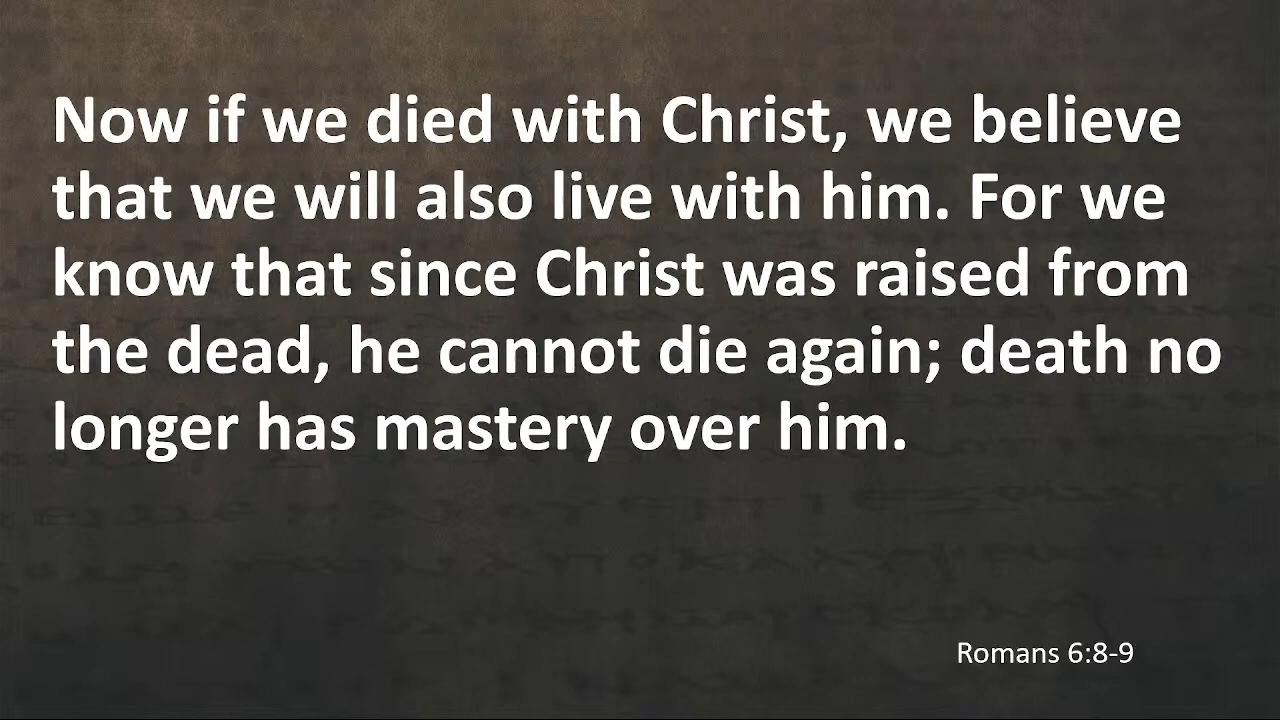 Now if we died with Christ, we believe
that we will also live with him. For we
know that since Christ was raised from
the dead, he cannot die again; death no
longer has mastery over him.
Romans 6:8-9